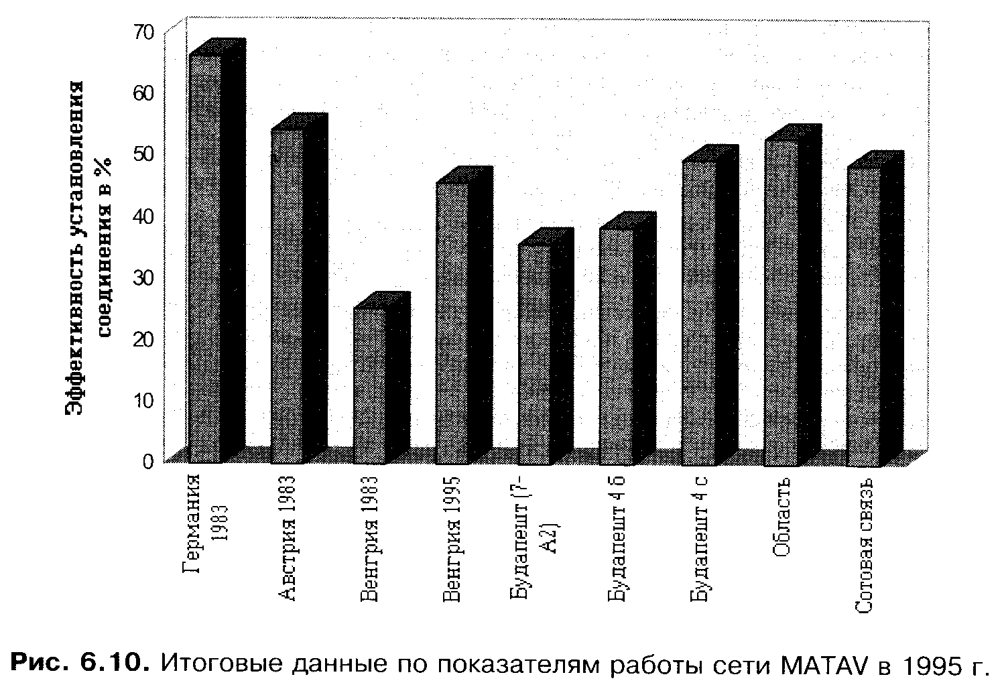 70
60
50
40
30
20
10
0
Эффективность установления
соединения в %
Германия
1983
Австрия 1983
Венгрия 1983
Венгрия 1995
Будапешт (7-
А2)
Будапешт 4 б
Будапешт 4 с
Область
Сотовая связь
Рис. 6.10. Итоговые данные по показателям работы сети MATAV в 1995 г.